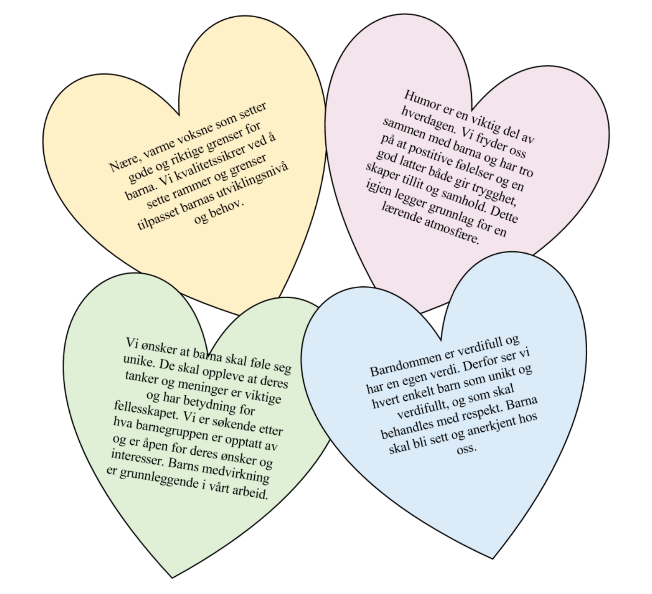 Nære, varme voksne som setter
gode og riktige grenser for
barna. Vi kvalitetssikrer ved å
sette rammer og grenser
tilpasset barnas utviklingsnivå
og behov.
Humor er en viktig del av
hverdagen. Vi fryder oss
sammen med barna og har tro
på at postitive følelser og en
god latter både gir trygghet,
skaper tillit og samhold. Dette
igjen legger grunnlag for en
lærende atmosfære.
Vi ønsker at barna skal føle seg
unike. De skal oppleve at deres
tanker og meninger er viktige
og har betydning for
fellesskapet. Vi er søkende etter
hva barnegruppen er opptatt av
og er åpen for deres ønsker og
interesser. Barns medvirkning
er grunnleggende i vårt arbeid.
Barndommen er verdifull og
har en egen verdi. Derfor ser vi
hvert enkelt barn som unikt og
verdifullt, og som skal
behandles med respekt. Barna
skal bli sett og anerkjent hos
oss.